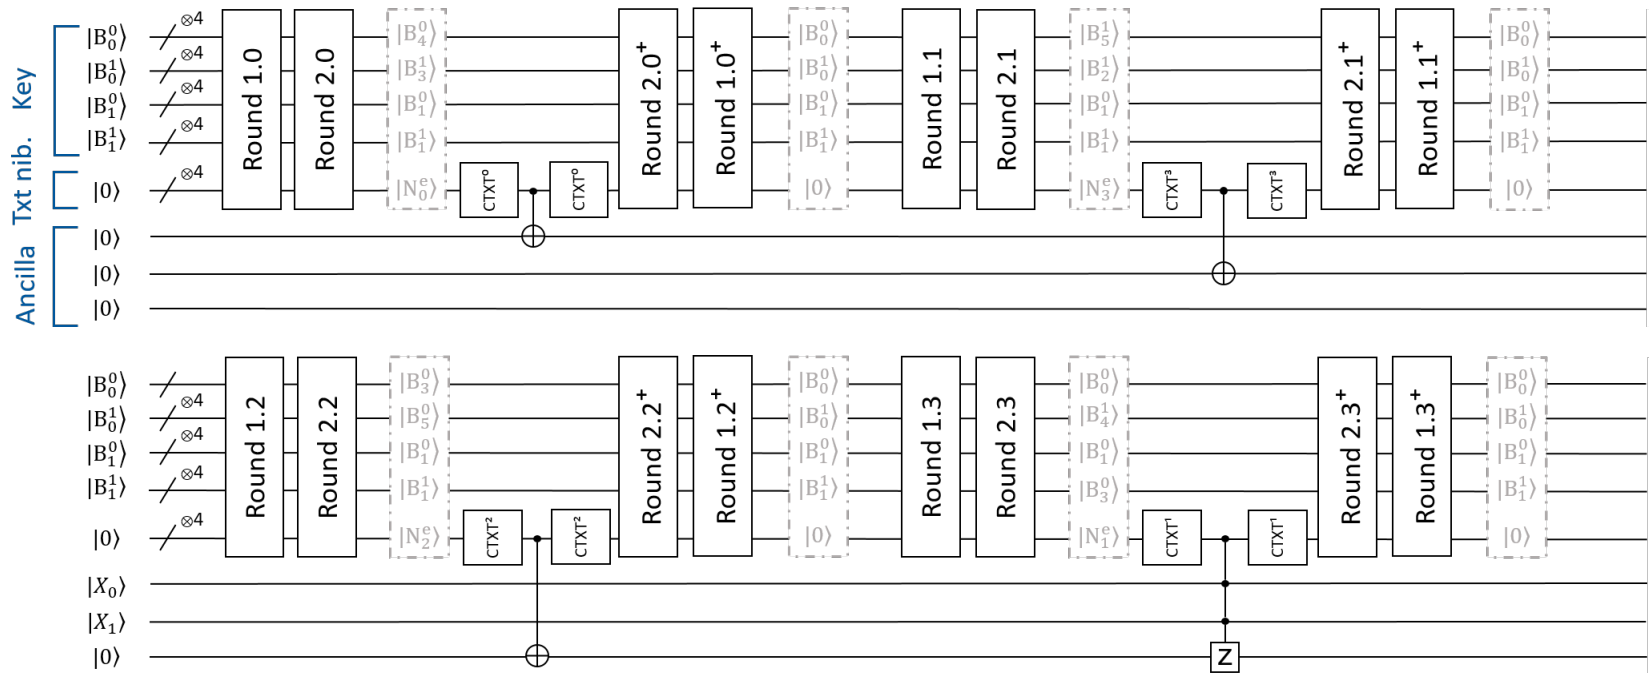 Key
Txt nib.
Ancilla
|B₀⁰⟩ ⊗4 |B₄⁰⟩ |B₀⁰⟩ |B₅¹⟩ |B₀⁰⟩
|B₀¹⟩ ⊗4 |B₃¹⟩ |B₀¹⟩ |B₂¹⟩ |B₀¹⟩
|B₁⁰⟩ ⊗4 |B₁⁰⟩ |B₁⁰⟩ |B₁⁰⟩ |B₁⁰⟩
|B₁¹⟩ ⊗4 |B₁¹⟩ |B₁¹⟩ |B₁¹⟩ |B₁¹⟩
|0⟩ ⊗4 |N₀ᵉ⟩ CTXT⁰ CTXT⁰ |0⟩ |N₃ᵉ⟩ CTXT³ CTXT³ |0⟩
Round 1.0 Round 2.0 Round 2.0⁺ Round 1.0⁺ Round 1.1 Round 2.1 Round 2.1⁺ Round 1.1⁺
|0⟩
|0⟩
|0⟩
|B₀⁰⟩ |B₃⁰⟩ |B₀⁰⟩ |B₀⁰⟩ |B₀⁰⟩
|B₀¹⟩ ⊗4 |B₅⁰⟩ |B₀¹⟩ |B₄¹⟩ |B₀¹⟩
|B₁⁰⟩ ⊗4 |B₁⁰⟩ |B₁⁰⟩ |B₁⁰⟩ |B₁⁰⟩
|B₁¹⟩ ⊗4 |B₁¹⟩ |B₁¹⟩ |B₃⁰⟩ |B₁¹⟩
|0⟩ ⊗4 |N₂ᵉ⟩ CTXT² CTXT² |0⟩ |N₁ᵉ⟩ CTXT¹ CTXT¹ |0⟩
Round 1.2 Round 2.2 Round 2.2⁺ Round 1.2⁺ Round 1.3 Round 2.3 Round 2.3⁺ Round 1.3⁺
|X₀⟩
|X₁⟩
|0⟩ Z